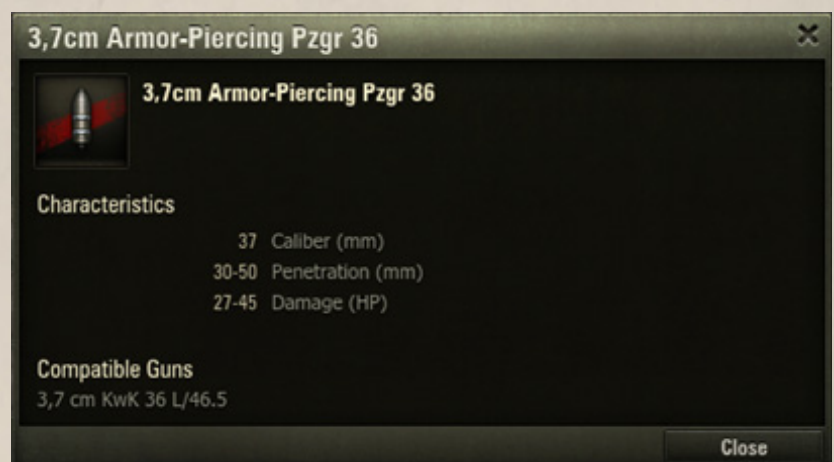 3,7cm Armor-Piercing Pzgr 36
3,7cm Armor-Piercing Pzgr 36
Characteristics
37 Caliber (mm)
30-50 Penetration (mm)
27-45 Damage (HP)
Compatible Guns
3,7 cm KwK 36 L/46.5
Close